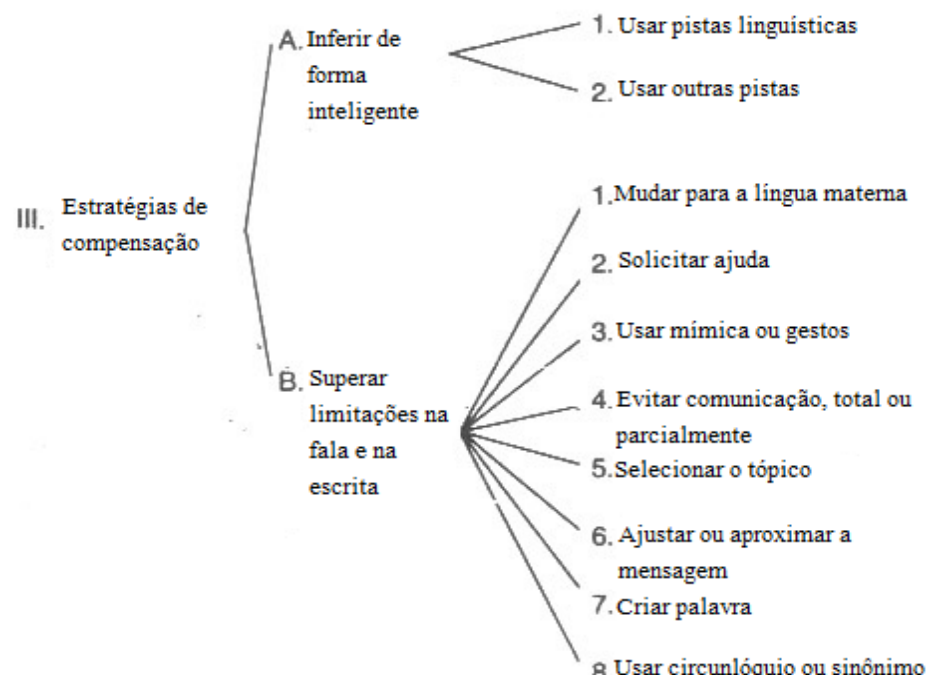 A. Inferir de
forma
inteligente
1. Usar pistas linguísticas
2. Usar outras pistas
III. Estratégias de
compensação
B. Superar
limitações na
fala e na
escrita
1. Mudar para a língua materna
2. Solicitar ajuda
3. Usar mímica ou gestos
4. Evitar comunicação, total ou
parcialmente
5. Selecionar o tópico
6. Ajustar ou aproximar a
mensagem
7. Criar palavra
8 Usar circunlóquio ou sinônimo